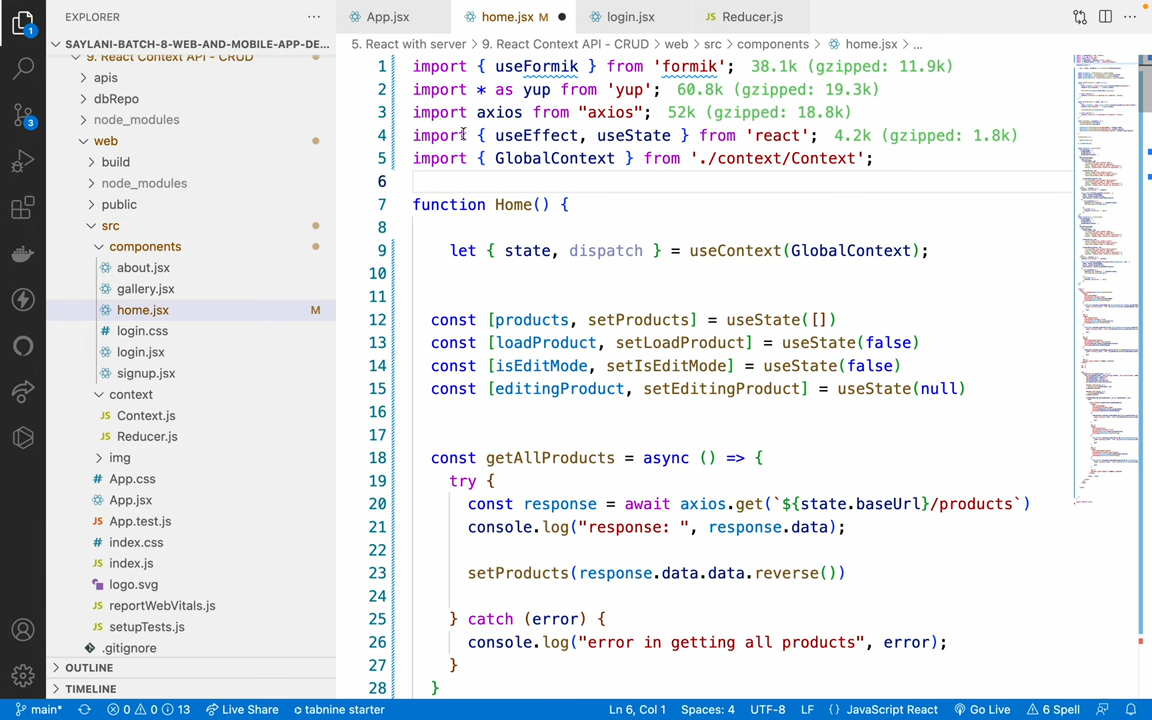 EXPLORER
App.jsx
home.jsx M
login.jsx
JS Reducer.js
SAYLANI-BATCH-8-WEB-AND-MOBILE-APP-DE...
5. React with server > 9. React Context API - CRUD > web > src > components > home.jsx > ...
9. React Context API - CRUD
apis
dbRepo
node_modules
web
build
node_modules
public
src
components
about.jsx
gallery.jsx
home.jsx M
login.css
login.jsx
signup.jsx
context
JS Context.js
JS Reducer.js
img
# App.css
App.jsx
App.test.js
# index.css
JS index.js
logo.svg
JS reportWebVitals.js
JS setupTests.js
.gitignore
OUTLINE
TIMELINE
1
3
1 import { useFormik } from 'formik'; 38.1k (gzipped: 11.9k)
2 import * as yup from 'yup'; 60.8k (gzipped: 19.3k)
3 import axios from "axios"; 52k (gzipped: 18.8k)
4 import { useEffect, useState } from 'react'; 4.2k (gzipped: 1.8k)
5 import { GlobalContext } from './context/Context';
6
7 function Home() {
8
9 let { state, dispatch } = useContext(GlobalContext);
10
11
12 const [products, setProducts] = useState([])
13 const [loadProduct, setLoadProduct] = useState(false)
14 const [isEditMode, setIsEditMode] = useState(false)
15 const [editingProduct, setEditingProduct] = useState(null)
16
17
18 const getAllProducts = async () => {
19 try {
20 const response = await axios.get(`${state.baseUrl}/products`)
21 console.log("response: ", response.data);
22
23 setProducts(response.data.data.reverse())
24
25 } catch (error) {
26 console.log("error in getting all products", error);
27 }
28 }
main* 0 0 13 Live Share tabnine starter Ln 6, Col 1 Spaces: 4 UTF-8 LF {} JavaScript React Go Live 6 Spell